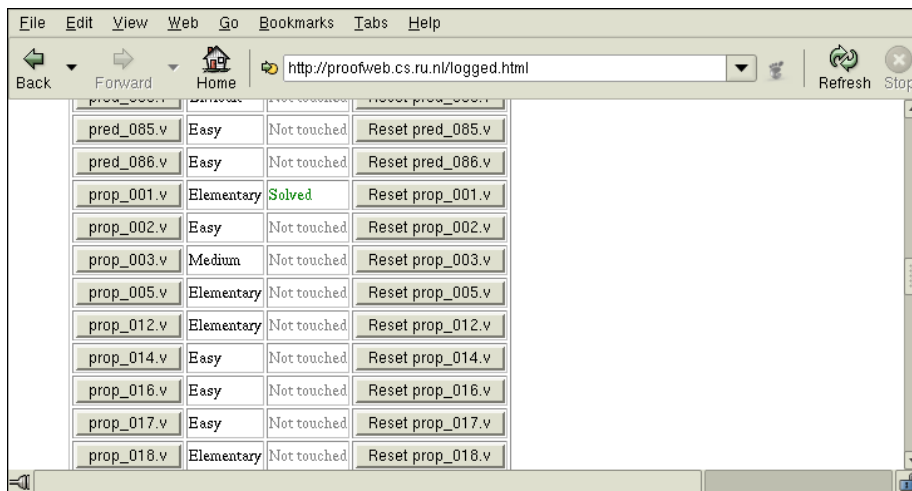 File Edit View Web Go Bookmarks Tabs Help
Back Forward Home http://proofweb.cs.ru.nl/logged.html Refresh Stop
pred_085.v Easy Not touched Reset pred_085.v
pred_086.v Easy Not touched Reset pred_086.v
prop_001.v Elementary Solved Reset prop_001.v
prop_002.v Easy Not touched Reset prop_002.v
prop_003.v Medium Not touched Reset prop_003.v
prop_005.v Elementary Not touched Reset prop_005.v
prop_012.v Elementary Not touched Reset prop_012.v
prop_014.v Easy Not touched Reset prop_014.v
prop_016.v Easy Not touched Reset prop_016.v
prop_017.v Easy Not touched Reset prop_017.v
prop_018.v Elementary Not touched Reset prop_018.v